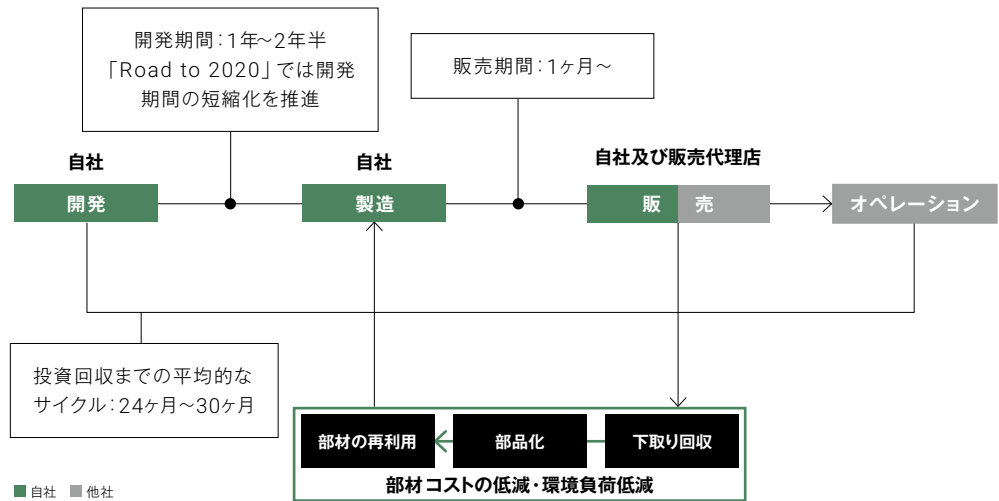 開発期間：1年〜2年半
「Road to 2020」では開発
期間の短縮化を推進
販売期間：1ヶ月〜
自社
自社
自社及び販売代理店
開発
製造
販 売
オペレーション
投資回収までの平均的な
サイクル：24ヶ月〜30ヶ月
部材の再利用
部品化
下取り回収
部材コストの低減・環境負荷低減
自社 他社